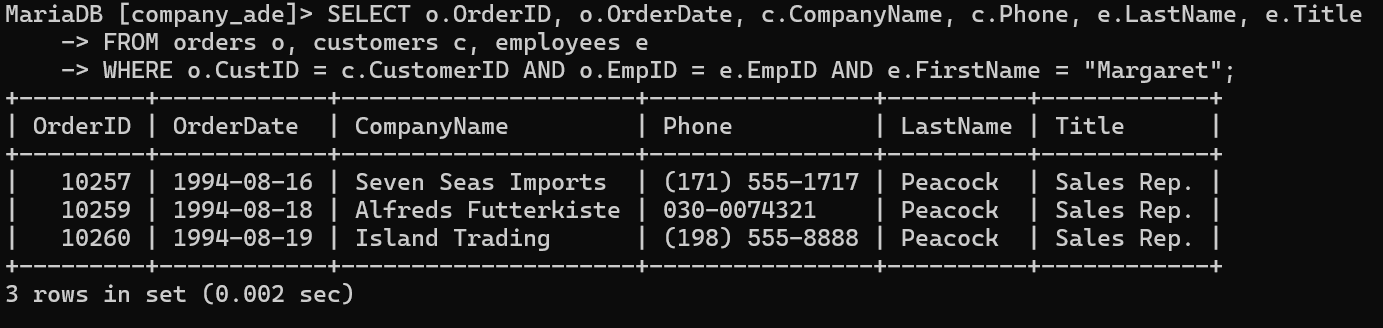 MariaDB [company_ade]> SELECT o.OrderID, o.OrderDate, c.CompanyName, c.Phone, e.LastName, e.Title
    -> FROM orders o, customers c, employees e
    -> WHERE o.CustID = c.CustomerID AND o.EmpID = e.EmpID AND e.FirstName = "Margaret";
+---------+------------+---------------------+----------------+----------+------------+
| OrderID | OrderDate  | CompanyName         | Phone          | LastName | Title      |
+---------+------------+---------------------+----------------+----------+------------+
|   10257 | 1994-08-16 | Seven Seas Imports  | (171) 555-1717 | Peacock  | Sales Rep. |
|   10259 | 1994-08-18 | Alfreds Futterkiste | 030-0074321    | Peacock  | Sales Rep. |
|   10260 | 1994-08-19 | Island Trading      | (198) 555-8888 | Peacock  | Sales Rep. |
+---------+------------+---------------------+----------------+----------+------------+
3 rows in set (0.002 sec)